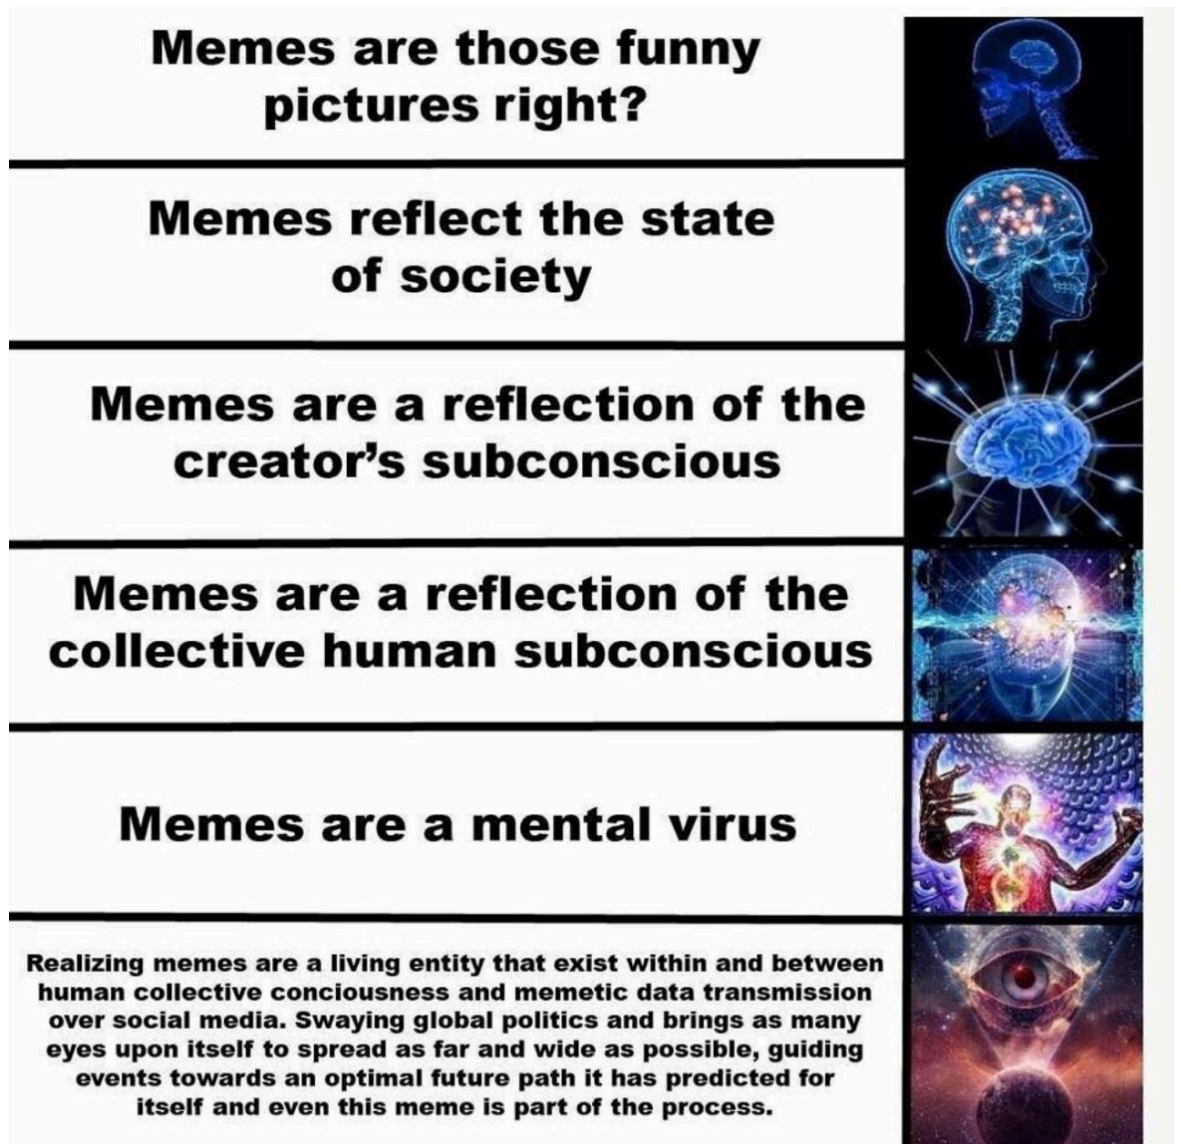 Memes are those funny
pictures right?
Memes reflect the state
of society
Memes are a reflection of the
creator’s subconscious
Memes are a reflection of the
collective human subconscious
Memes are a mental virus
Realizing memes are a living entity that exist within and between
human collective conciousness and memetic data transmission
over social media. Swaying global politics and brings as many
eyes upon itself to spread as far and wide as possible, guiding
events towards an optimal future path it has predicted for
itself and even this meme is part of the process.